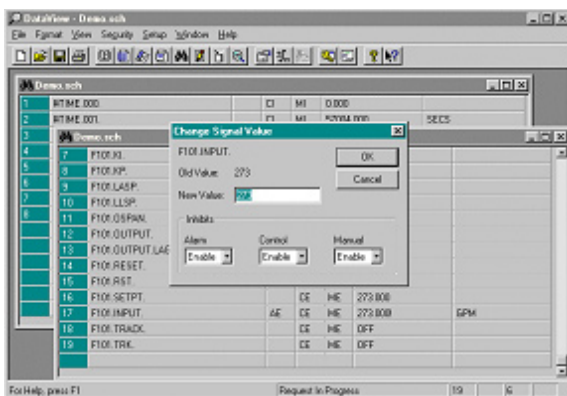 DataView - Demo.sch
File Format View Security Setup Window Help
Demo.sch
1 #TIME.000. CI MI 0.000
2 #TIME.001. CI MI 57004.000 SECS
3
4
5
6
7
8
Demo.sch
7 F101.KI.
8 F101.KP.
9 F101.LASP.
10 F101.LLSP.
11 F101.OSPAN.
12 F101.OUTPUT.
13 F101.OUTPUT.LAG
14 F101.RESET.
15 F101.RST.
16 F101.SETPT. CE ME 273.000
17 F101.INPUT. AE CE ME 273.000 GPM
18 F101.TRACK. CE ME OFF
19 F101.TRK. CE ME OFF
Change Signal Value
F101.INPUT.
Old Value: 273
New Value: 273
OK
Cancel
Inhibits
Alarm Control Manual
Enable Enable Enable
For Help, press F1 Request In Progress 19 6